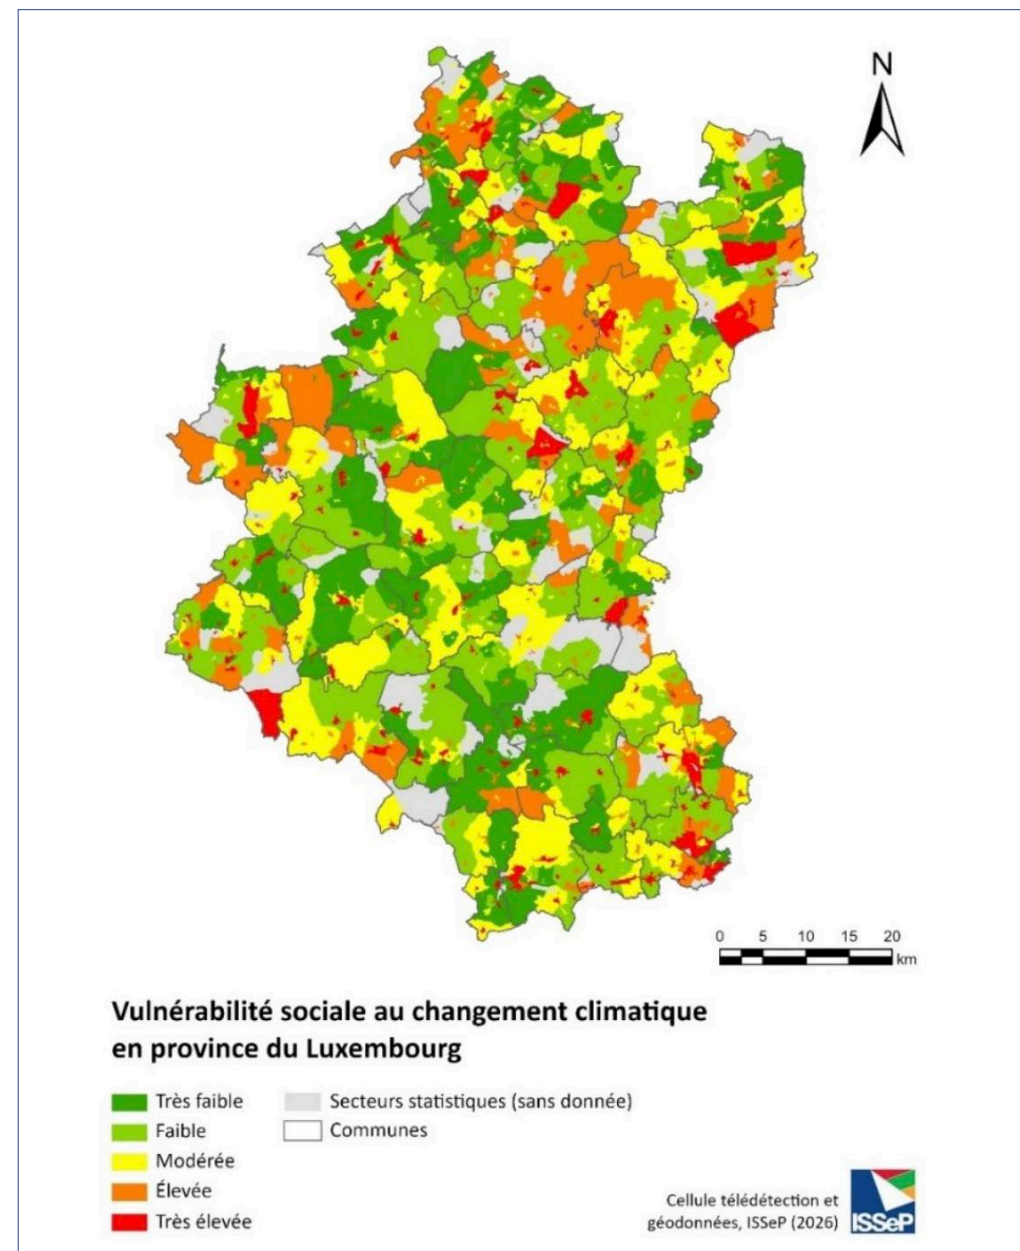 N
0 5 10 15 20
km
Vulnérabilité sociale au changement climatique
en province du Luxembourg
Très faible
Faible
Modérée
Élevée
Très élevée
Secteurs statistiques (sans donnée)
Communes
Cellule télédétection et
géodonnées, ISSeP (2026)
ISSeP